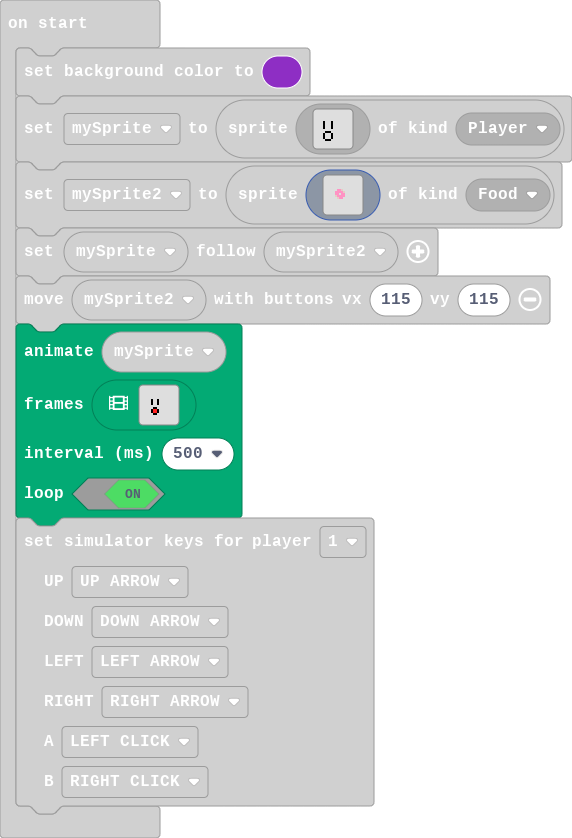 on start
set background color to
set mySprite to sprite of kind Player
set mySprite2 to sprite of kind Food
set mySprite follow mySprite2
move mySprite2 with buttons vx 115 vy 115
animate mySprite
frames
interval (ms) 500
loop ON
set simulator keys for player 1
UP UP ARROW
DOWN DOWN ARROW
LEFT LEFT ARROW
RIGHT RIGHT ARROW
A LEFT CLICK
B RIGHT CLICK